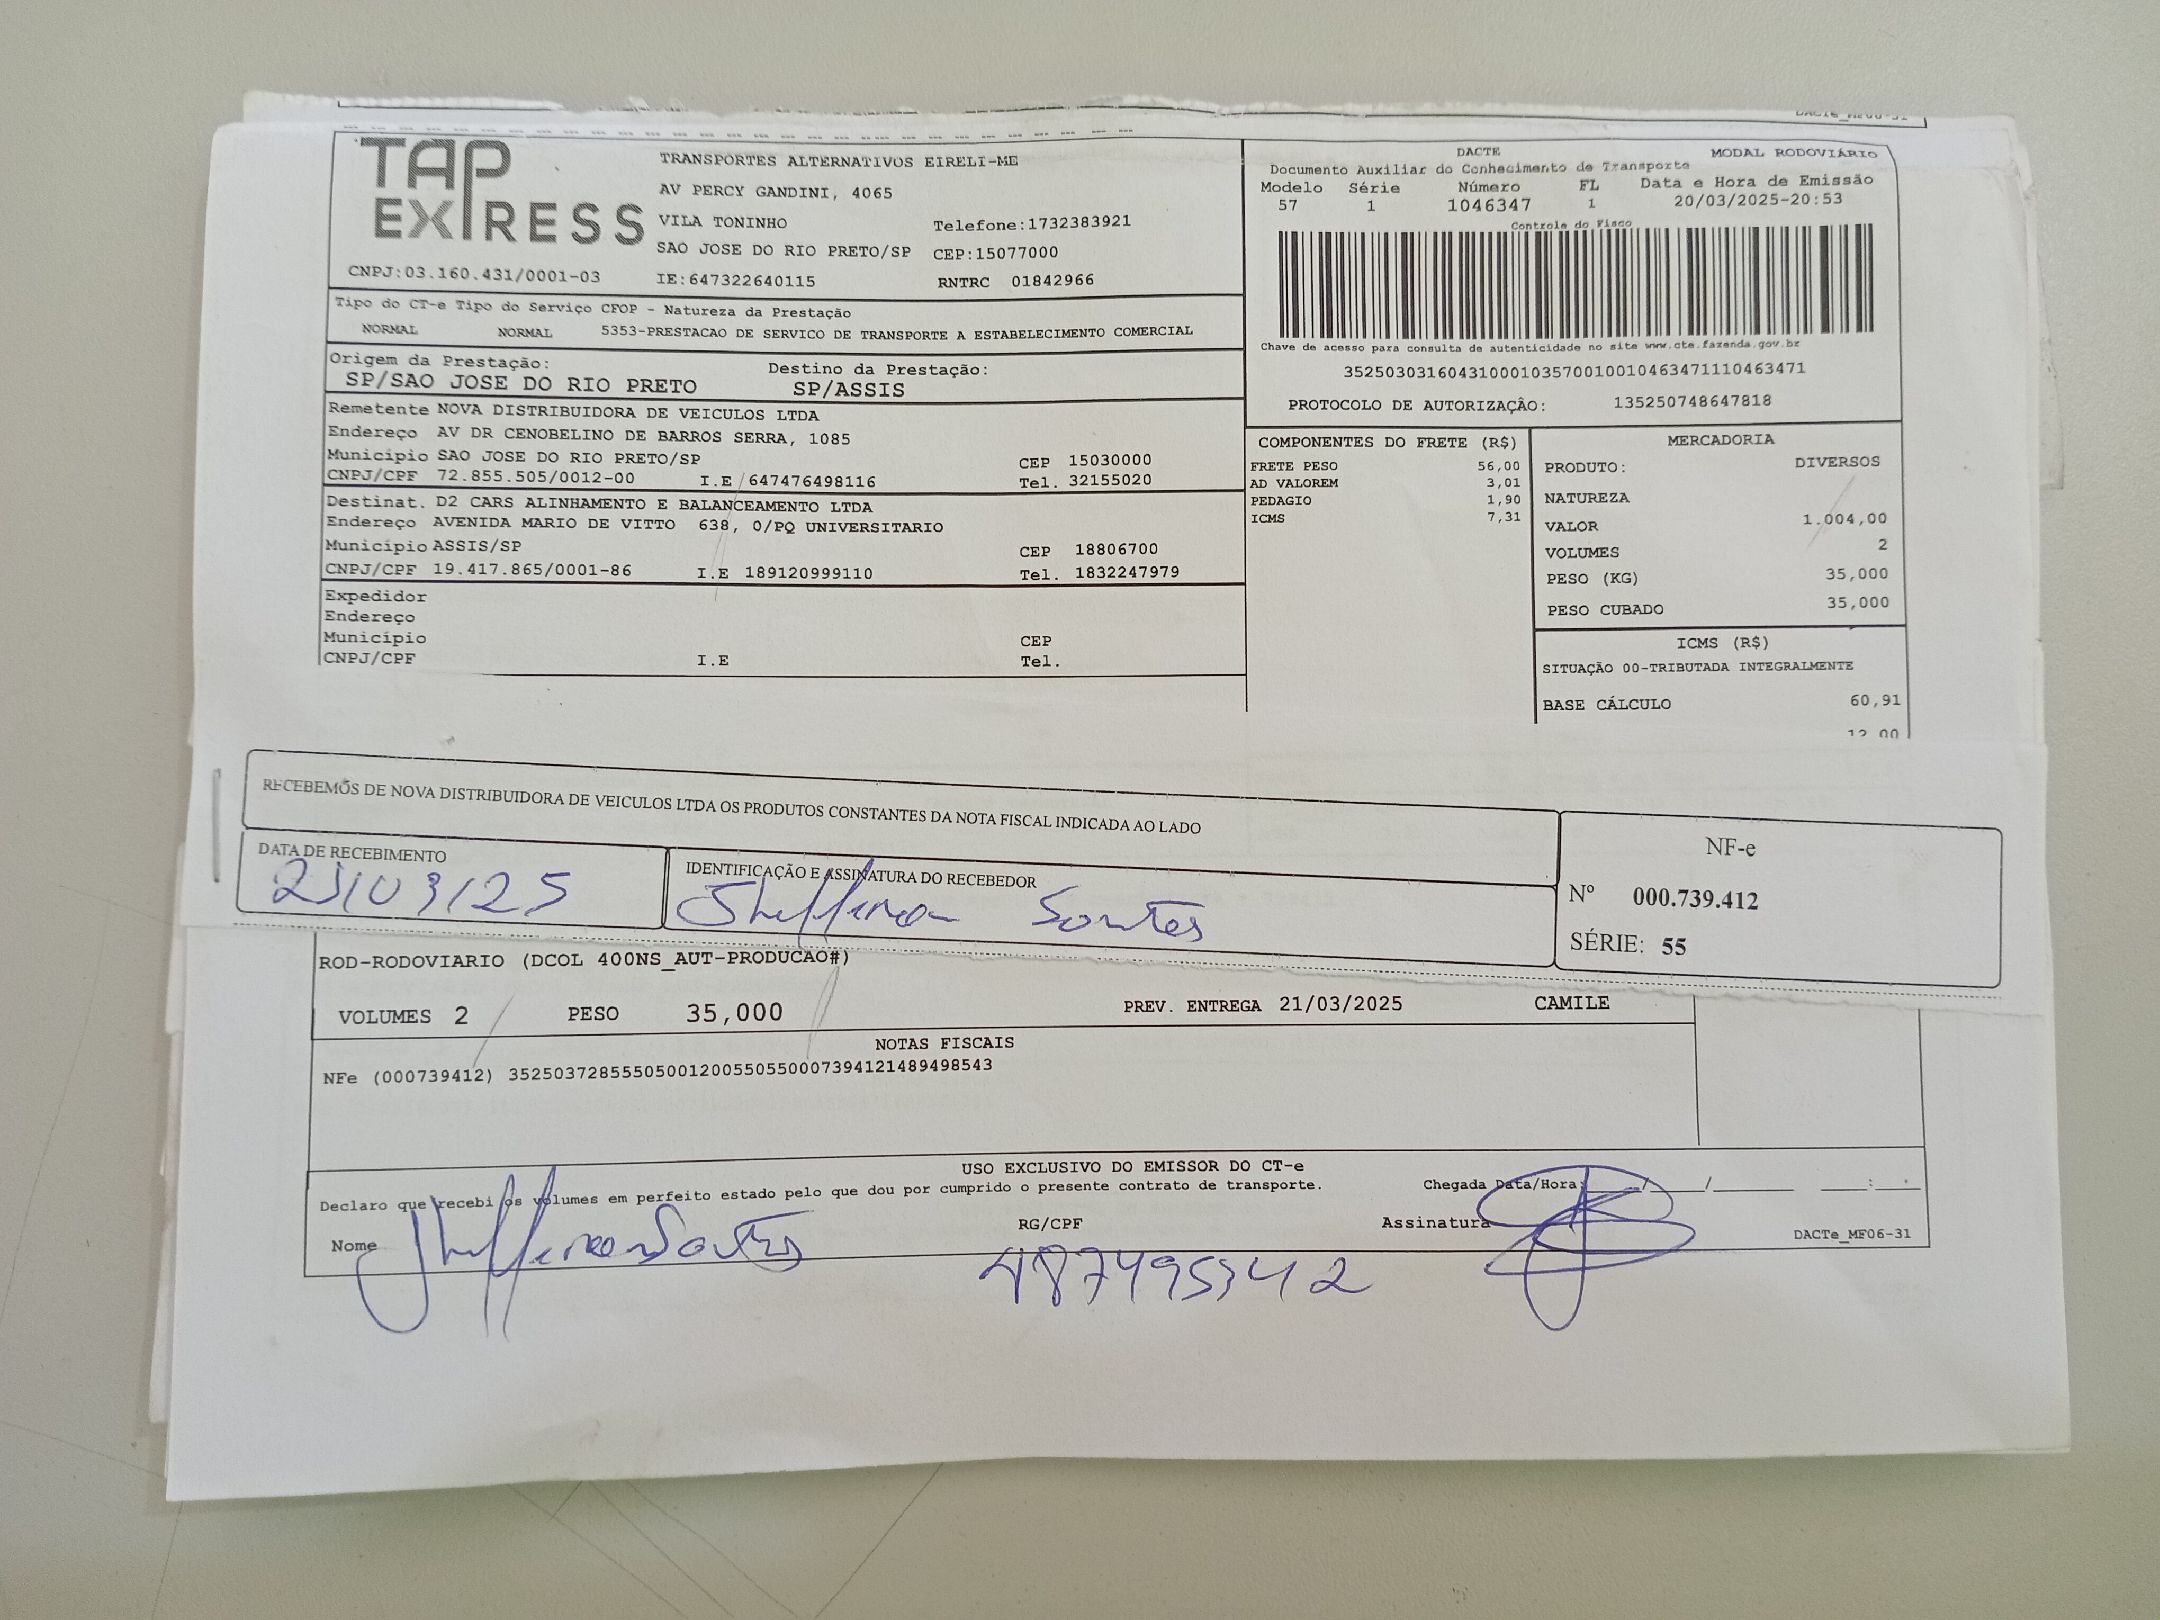 TAP
EXPRESS
CNPJ:03.160.431/0001-03
TRANSPORTES ALTERNATIVOS EIRELI-ME
AV PERCY GANDINI, 4065
VILA TONINHO Telefone:1732383921
SAO JOSE DO RIO PRETO/SP CEP:15077000
IE:647322640115 RNTRC 01842966
DACTE MODAL RODOVIÁRIO
Documento Auxiliar do Conhecimento de Transporte
Modelo Série Número FL Data e Hora de Emissão
57 1 1046347 1 20/03/2025-20:53
Controle do Fisco
Chave de acesso para consulta de autenticidade no site www.cte.fazenda.gov.br
35250303160431000103570010010463471110463471
PROTOCOLO DE AUTORIZAÇÂO: 135250748647818
Tipo do CT-e Tipo do Serviço CFOP - Natureza da Prestação
NORMAL NORMAL 5353-PRESTACAO DE SERVICO DE TRANSPORTE A ESTABELECIMENTO COMERCIAL
Origem da Prestação: Destino da Prestação:
SP/SAO JOSE DO RIO PRETO SP/ASSIS
Remetente NOVA DISTRIBUIDORA DE VEICULOS LTDA
Endereço AV DR CENOBELINO DE BARROS SERRA, 1085
Município SAO JOSE DO RIO PRETO/SP CEP 15030000
CNPJ/CPF 72.855.505/0012-00 I.E 647476498116 Tel. 32155020
Destinat. D2 CARS ALINHAMENTO E BALANCEAMENTO LTDA
Endereço AVENIDA MARIO DE VITTO 638, 0/PQ UNIVERSITARIO
Município ASSIS/SP CEP 18806700
CNPJ/CPF 19.417.865/0001-86 I.E 189120999110 Tel. 1832247979
Expedidor
Endereço
Município CEP
CNPJ/CPF I.E Tel.
COMPONENTES DO FRETE (R$)
FRETE PESO 56,00
AD VALOREM 3,01
PEDAGIO 1,90
ICMS 7,31
MERCADORIA
PRODUTO: DIVERSOS
NATUREZA
VALOR 1.004,00
VOLUMES 2
PESO (KG) 35,000
PESO CUBADO 35,000
ICMS (R$)
SITUAÇÃO 00-TRIBUTADA INTEGRALMENTE
BASE CÁLCULO 60,91
12,00
RECEBEMOS DE NOVA DISTRIBUIDORA DE VEICULOS LTDA OS PRODUTOS CONSTANTES DA NOTA FISCAL INDICADA AO LADO
DATA DE RECEBIMENTO
21/03/25
IDENTIFICAÇÃO E ASSINATURA DO RECEBEDOR
Santos
NF-e
Nº 000.739.412
SÉRIE: 55
ROD-RODOVIARIO (DCOL 400NS_AUT-PRODUCAO#)
VOLUMES 2 PESO 35,000 PREV. ENTREGA 21/03/2025 CAMILE
NOTAS FISCAIS
NFe (000739412) 35250372855505001200550550007394121489498543
USO EXCLUSIVO DO EMISSOR DO CT-e
Declaro que recebi os volumes em perfeito estado pelo que dou por cumprido o presente contrato de transporte. Chegada Data/Hora: / / :
Nome Santos RG/CPF Assinatura DACTe_MF06-31
487495342